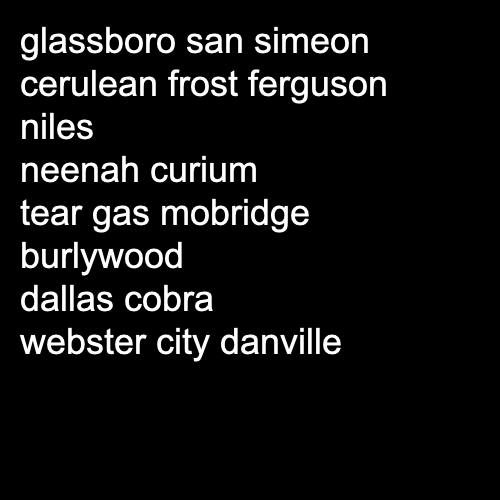 glassboro san simeon
cerulean frost ferguson
niles
neenah curium
tear gas mobridge
burlywood
dallas cobra
webster city danville